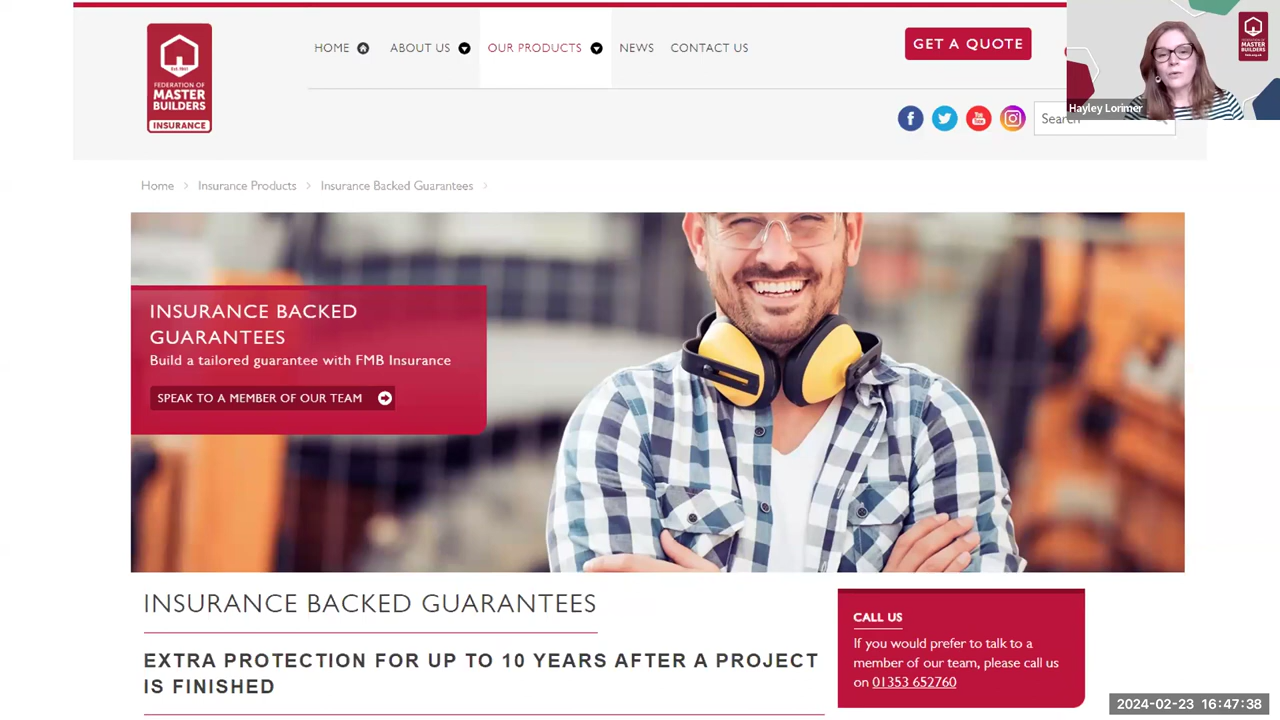 HOME
ABOUT US
OUR PRODUCTS
NEWS
CONTACT US
GET A QUOTE
FEDERATION OF
MASTER
BUILDERS
INSURANCE
FEDERATION OF
MASTER
BUILDERS
Hayley Lorimer
Search
Home
Insurance Products
Insurance Backed Guarantees
INSURANCE BACKED
GUARANTEES
Build a tailored guarantee with FMB Insurance
SPEAK TO A MEMBER OF OUR TEAM
INSURANCE BACKED GUARANTEES
EXTRA PROTECTION FOR UP TO 10 YEARS AFTER A PROJECT
IS FINISHED
CALL US
If you would prefer to talk to a
member of our team, please call us
on 01353 652760
2024-02-23 16:47:38